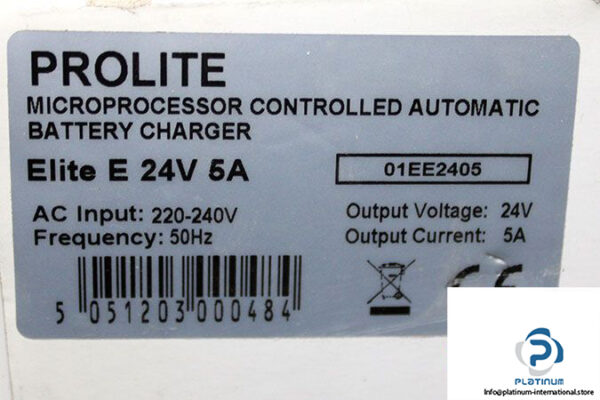 PROLITE
MICROPROCESSOR CONTROLLED AUTOMATIC
BATTERY CHARGER
Elite E 24V 5A
01EE2405
AC Input: 220-240V
Frequency: 50Hz
Output Voltage: 24V
Output Current: 5A
5 051203 000484
CE
PLATINUM
Info@platinum-international.store